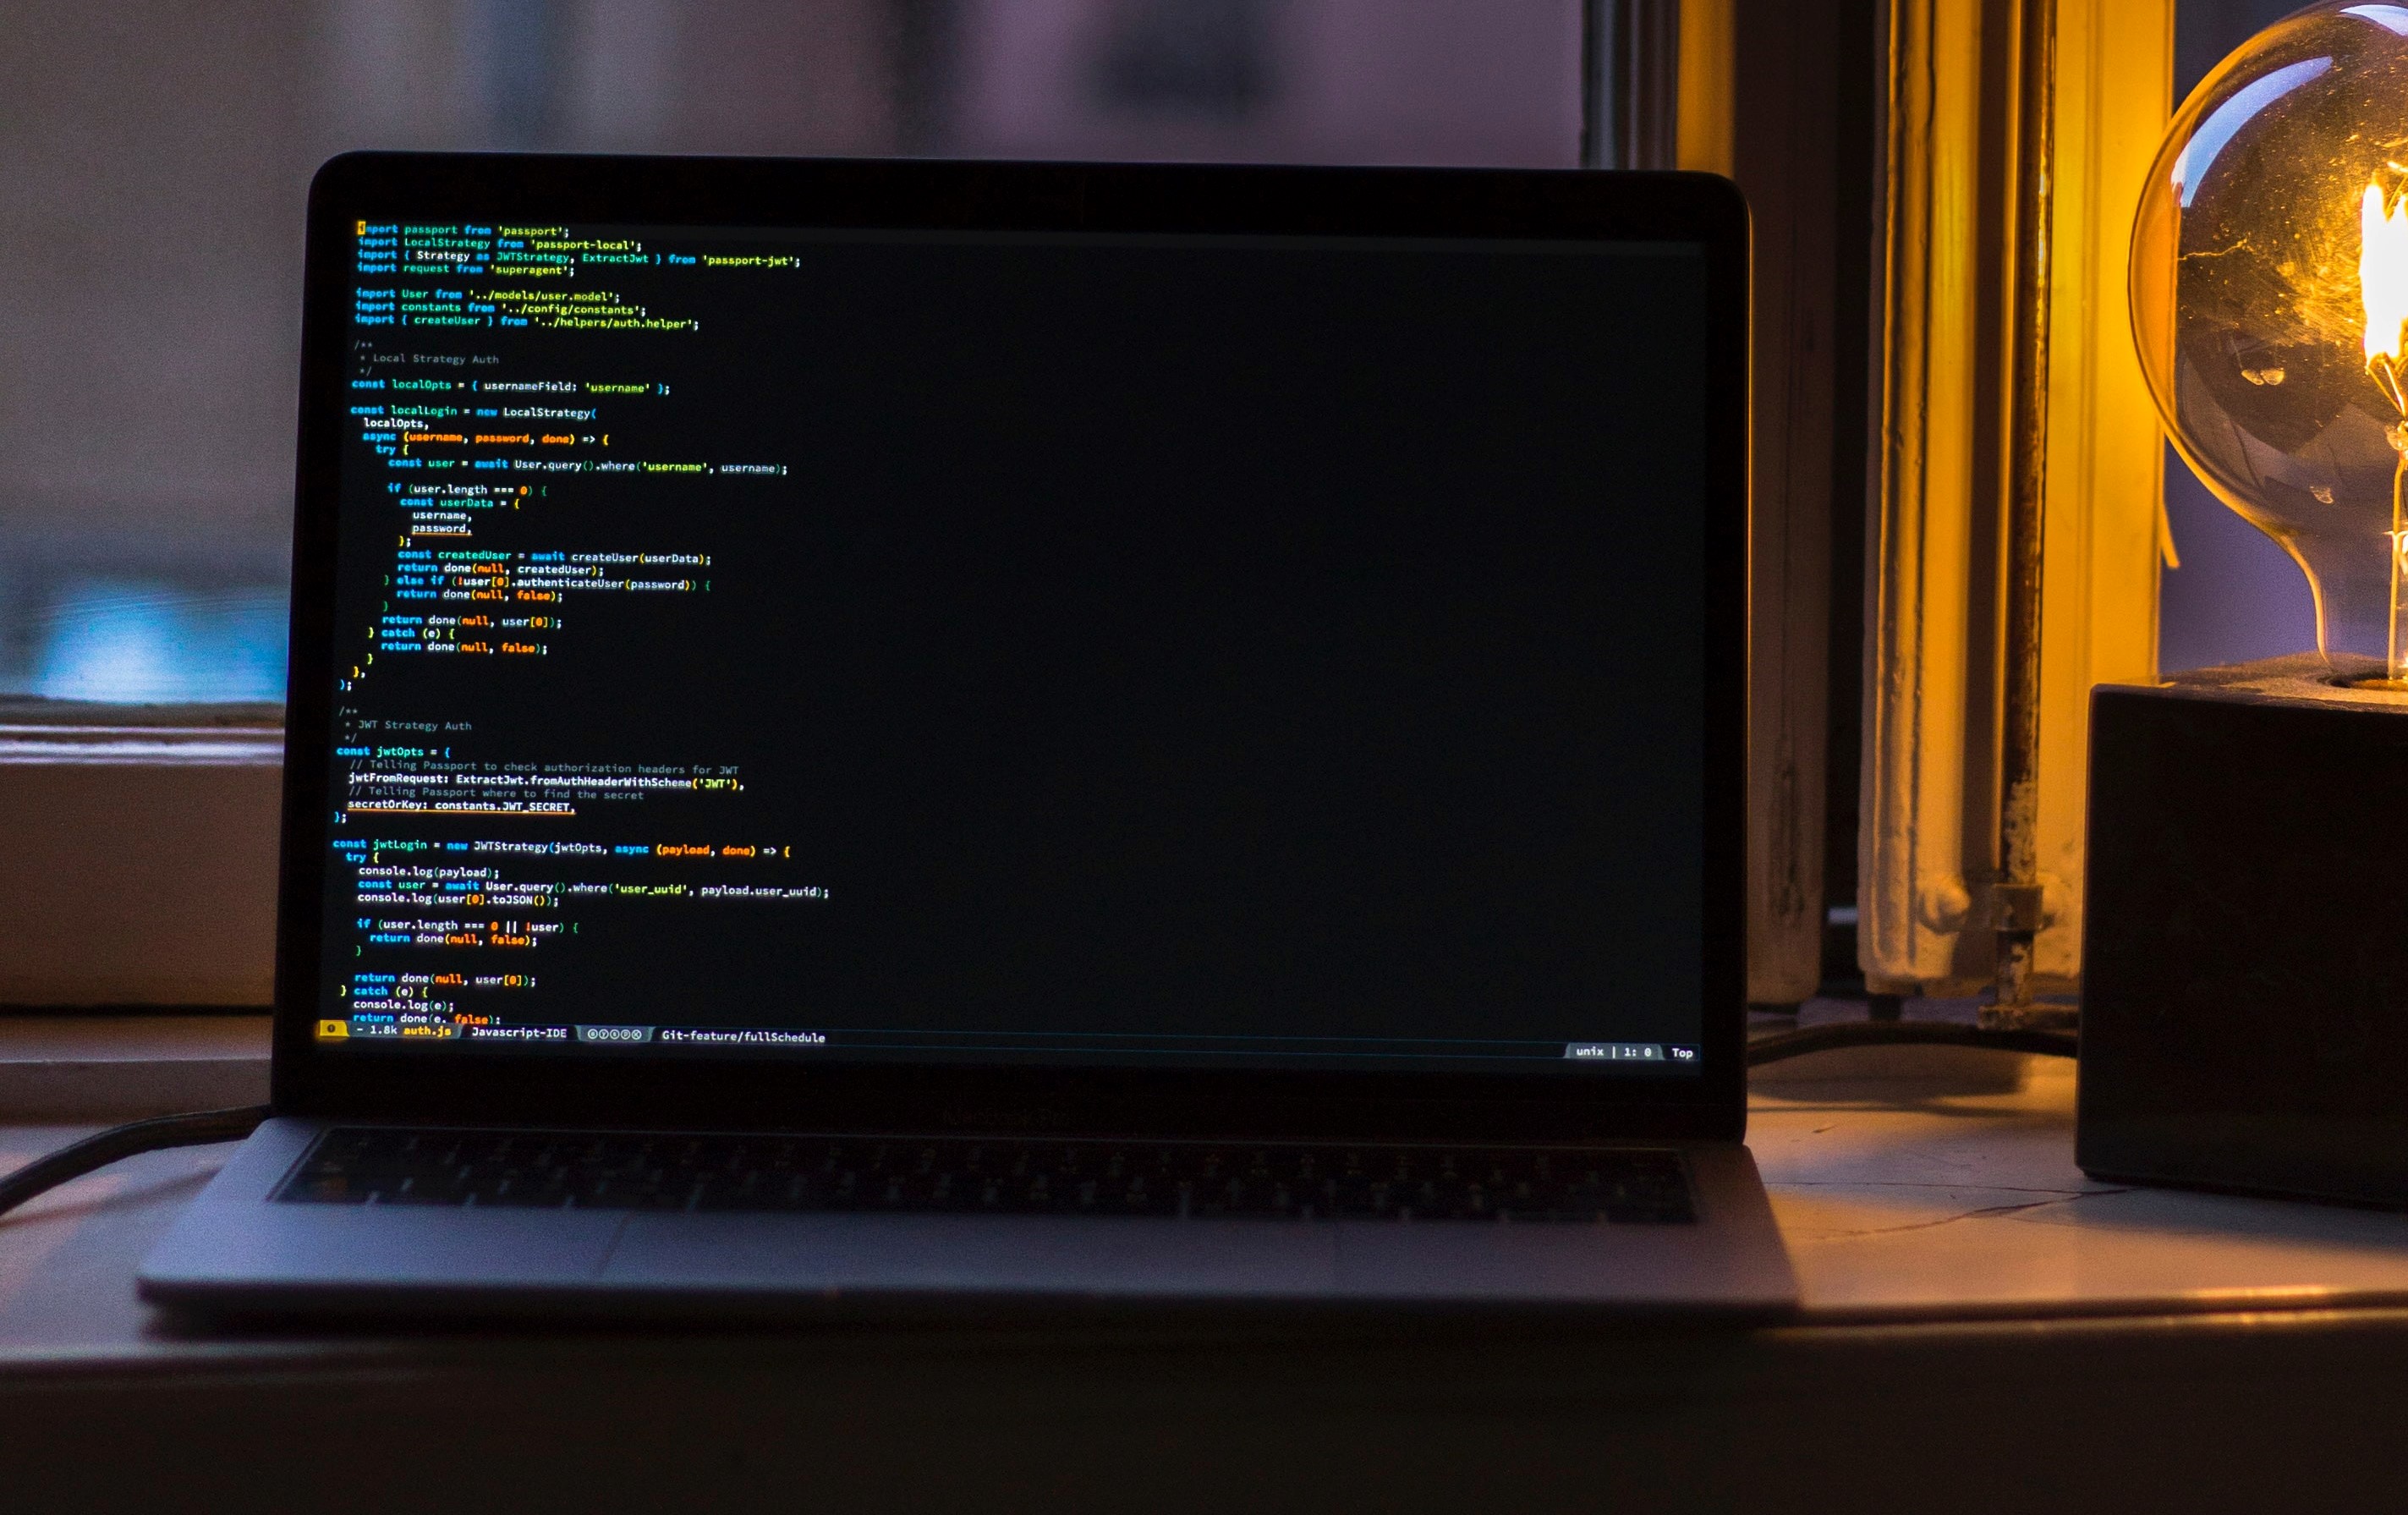 import passport from 'passport';
import LocalStrategy from 'passport-local';
import { Strategy as JWTStrategy, ExtractJwt } from 'passport-jwt';
import request from 'superagent';

import User from '../models/user.model';
import constants from '../config/constants';
import { createUser } from '../helpers/auth.helper';

/**
 * Local Strategy Auth
 */
const localOpts = { usernameField: 'username' };

const localLogin = new LocalStrategy(
  localOpts,
  async (username, password, done) => {
    try {
      const user = await User.query().where('username', username);

      if (user.length === 0) {
        const userData = {
          username,
          password,
        };
        const createdUser = await createUser(userData);
        return done(null, createdUser);
      } else if (!user[0].authenticateUser(password)) {
        return done(null, false);
      }
      return done(null, user[0]);
    } catch (e) {
      return done(null, false);
    }
  },
);

/**
 * JWT Strategy Auth
 */
const jwtOpts = {
  // Telling Passport to check authorization headers for JWT
  jwtFromRequest: ExtractJwt.fromAuthHeaderWithScheme('JWT'),
  // Telling Passport where to find the secret
  secretOrKey: constants.JWT_SECRET,
};

const jwtLogin = new JWTStrategy(jwtOpts, async (payload, done) => {
  try {
    console.log(payload);
    const user = await User.query().where('user_uuid', payload.user_uuid);
    console.log(user[0].toJSON());

    if (user.length === 0 || !user) {
      return done(null, false);
    }

    return done(null, user[0]);
  } catch (e) {
    console.log(e);
    return done(e, false);
- 1.8k auth.js Javascript-IDE Git-feature/fullSchedule unix | 1: 0 Top
MacBook Pro